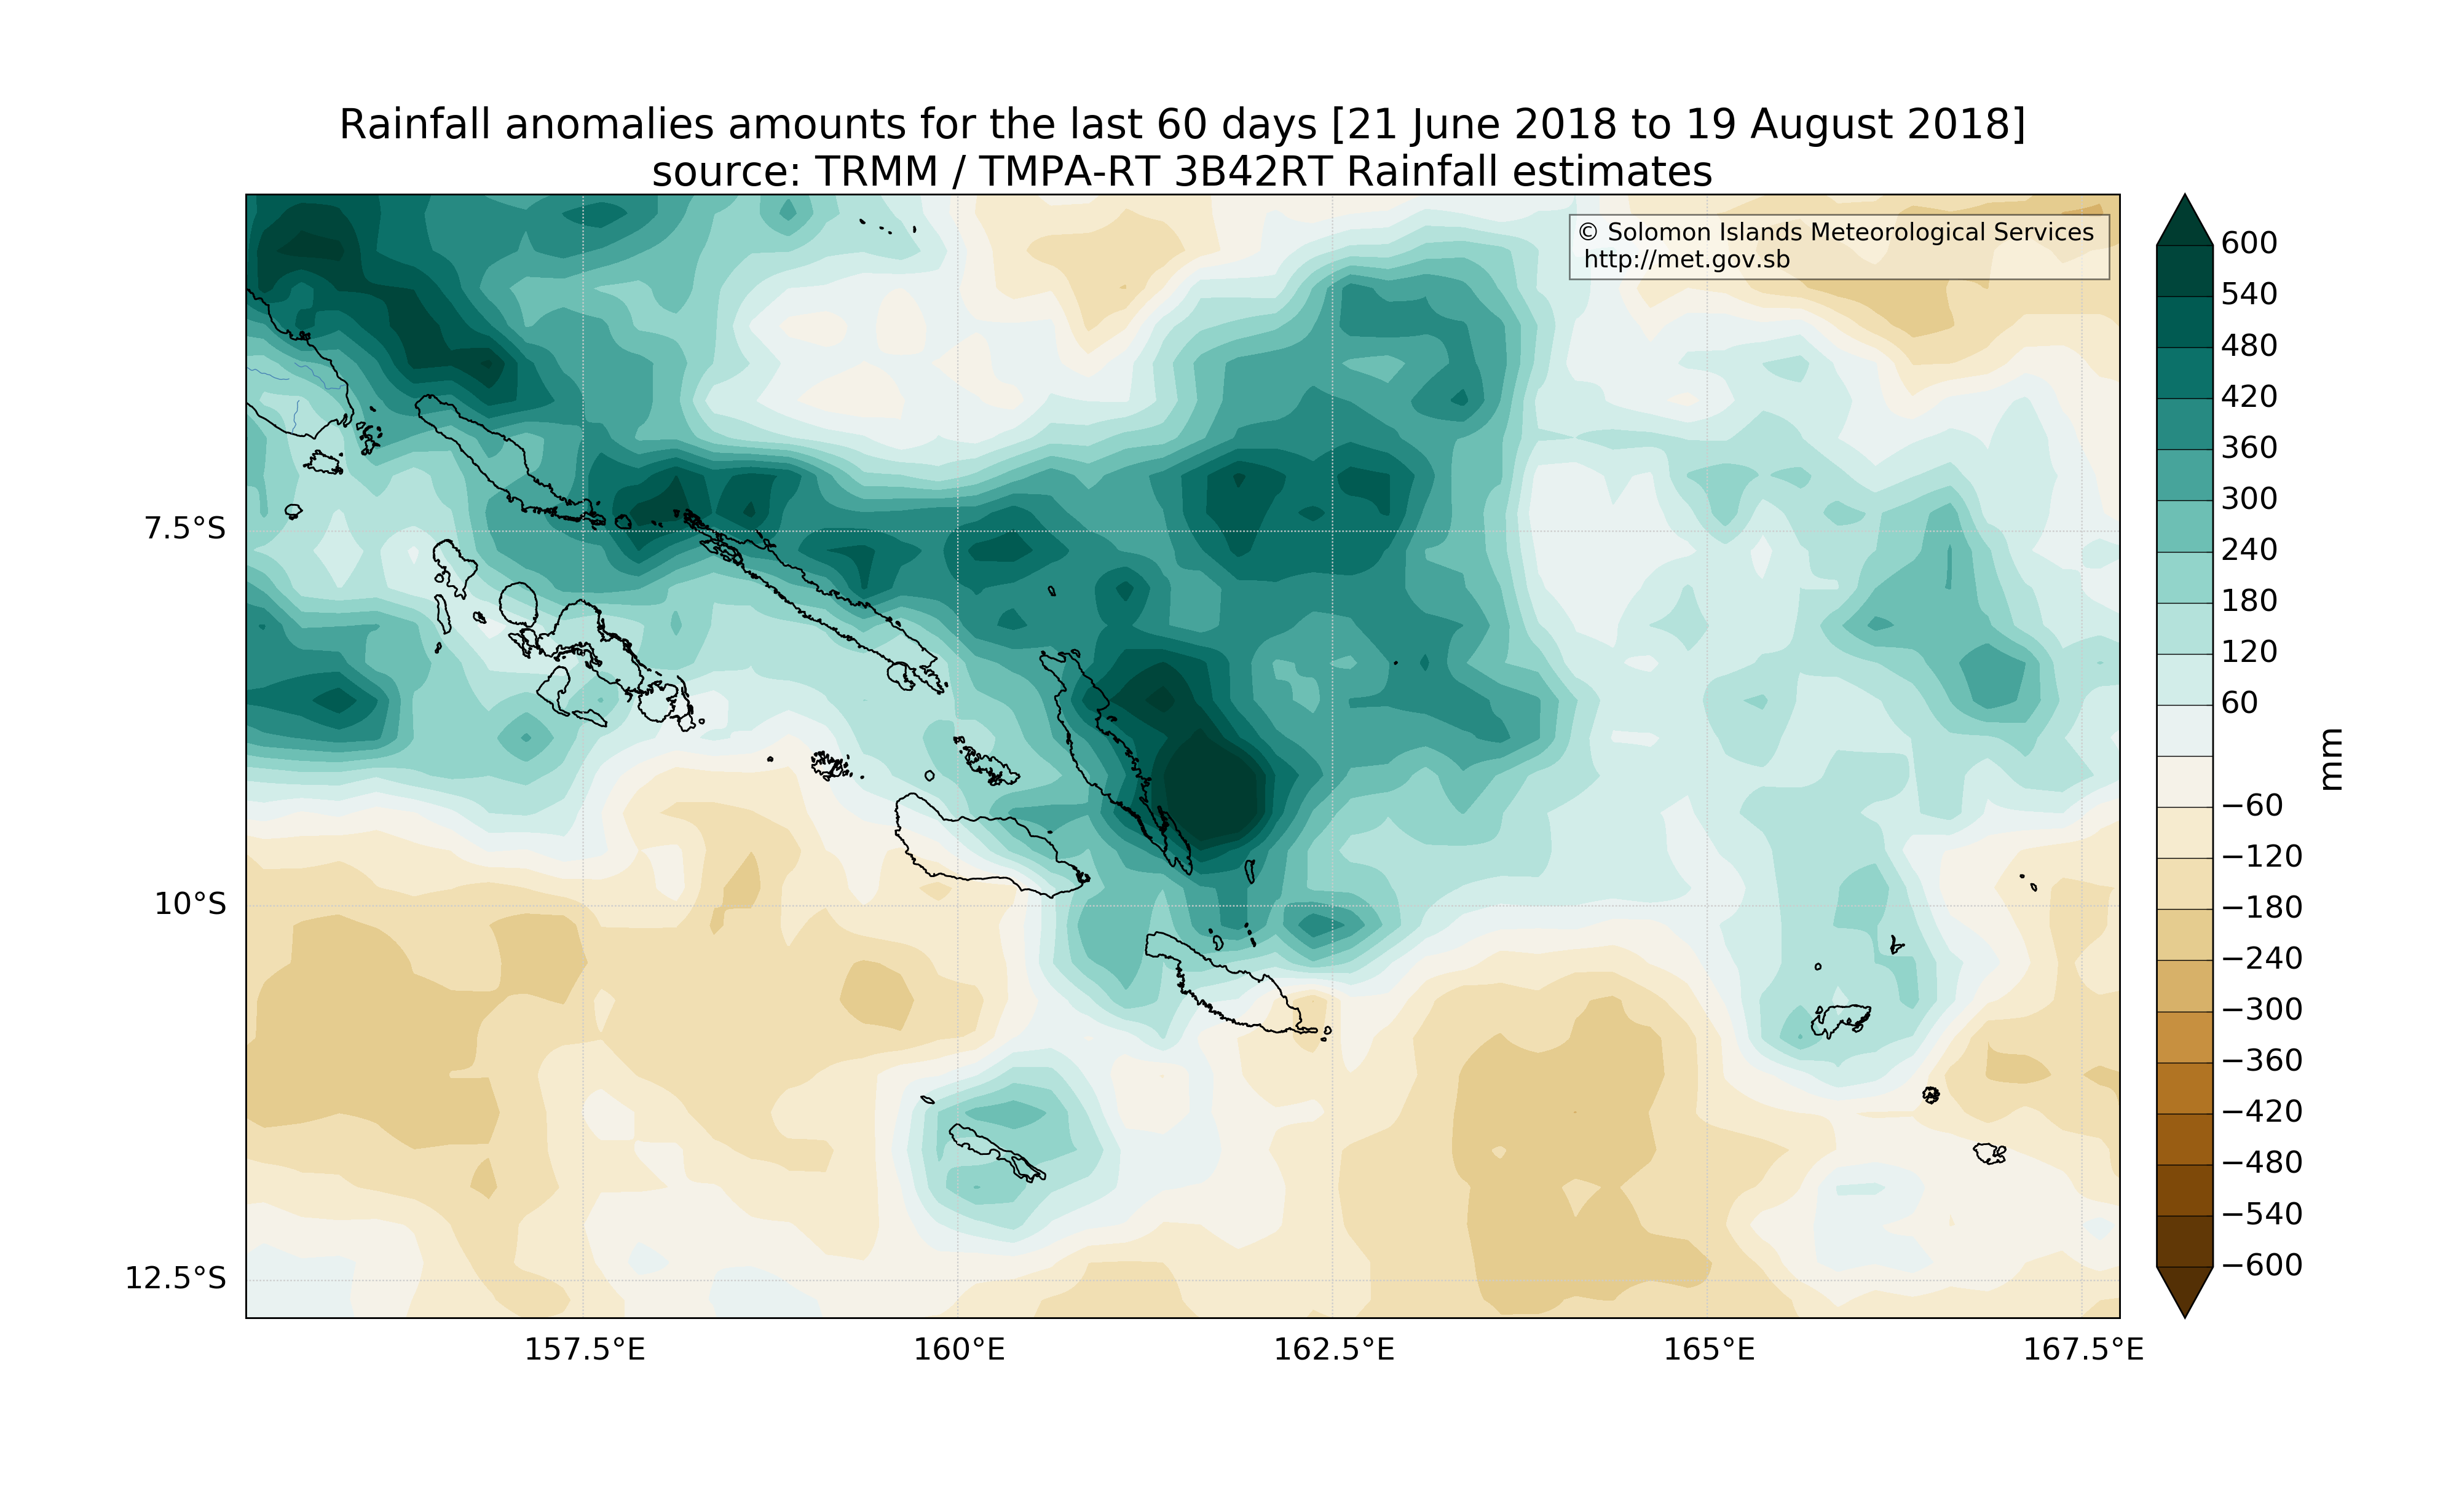 Rainfall anomalies amounts for the last 60 days [21 June 2018 to 19 August 2018]
source: TRMM / TMPA-RT 3B42RT Rainfall estimates
© Solomon Islands Meteorological Services
http://met.gov.sb
7.5°S
10°S
12.5°S
157.5°E
160°E
162.5°E
165°E
167.5°E
600
540
480
420
360
300
240
180
120
60
−60
−120
−180
−240
−300
−360
−420
−480
−540
−600
mm